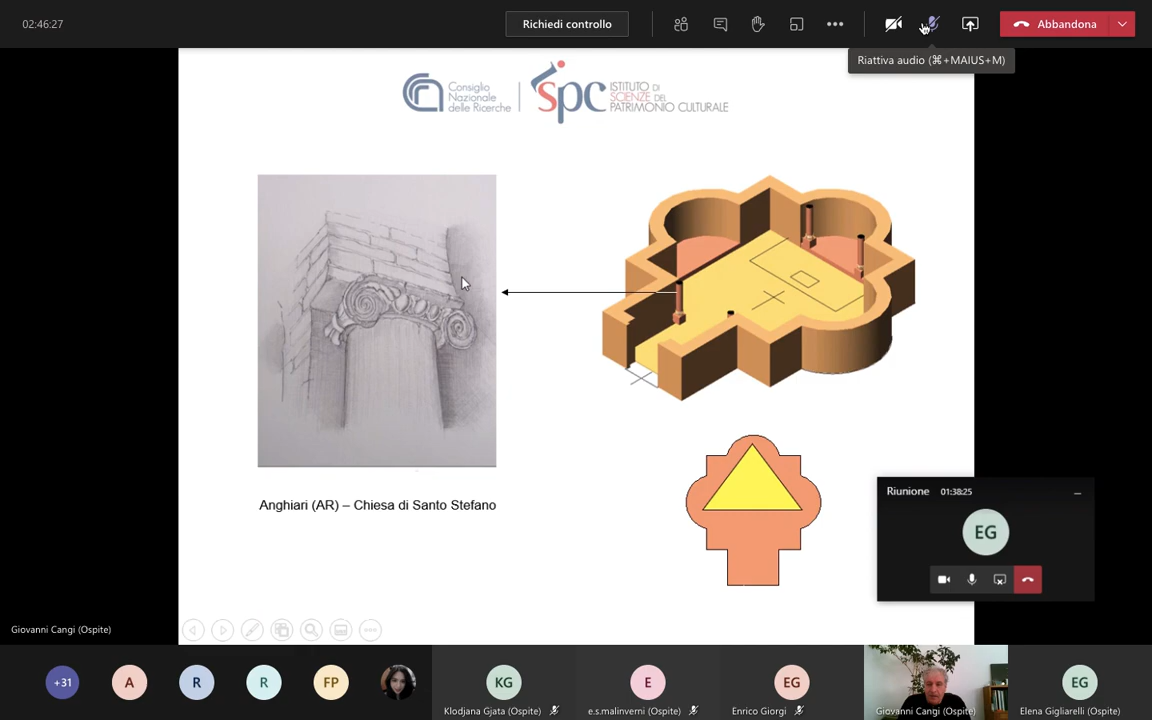 02:46:27
Richiedi controllo
Abbandona
Riattiva audio (⌘+MAIUS+M)
Consiglio
Nazionale
delle Ricerche
spc
ISTITUTO DI
SCIENZE DEL
PATRIMONIO CULTURALE
Anghiari (AR) – Chiesa di Santo Stefano
Riunione 01:38:25
EG
Giovanni Cangi (Ospite)
+31
A
R
R
FP
KG
Klodjana Gjata (Ospite)
E
e.s.malinverni (Ospite)
EG
Enrico Giorgi
Giovanni Cangi (Ospite)
EG
Elena Gigliarelli (Ospite)